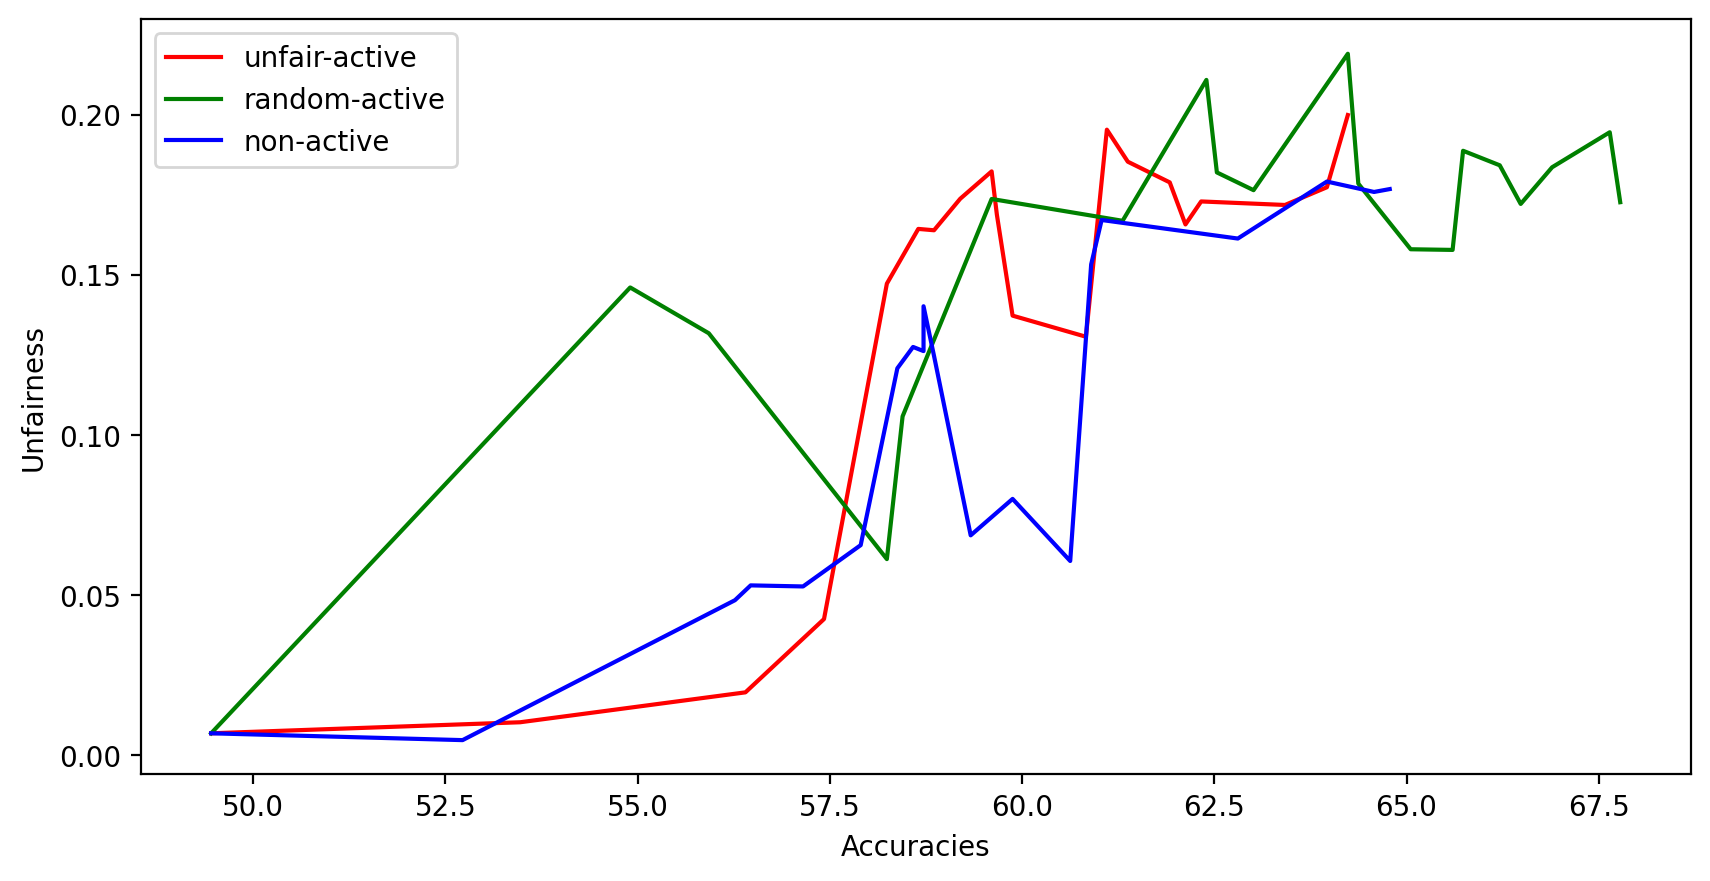 unfair-active
random-active
non-active
0.20
0.15
0.10
0.05
0.00
Unfairness
50.0 52.5 55.0 57.5 60.0 62.5 65.0 67.5
Accuracies